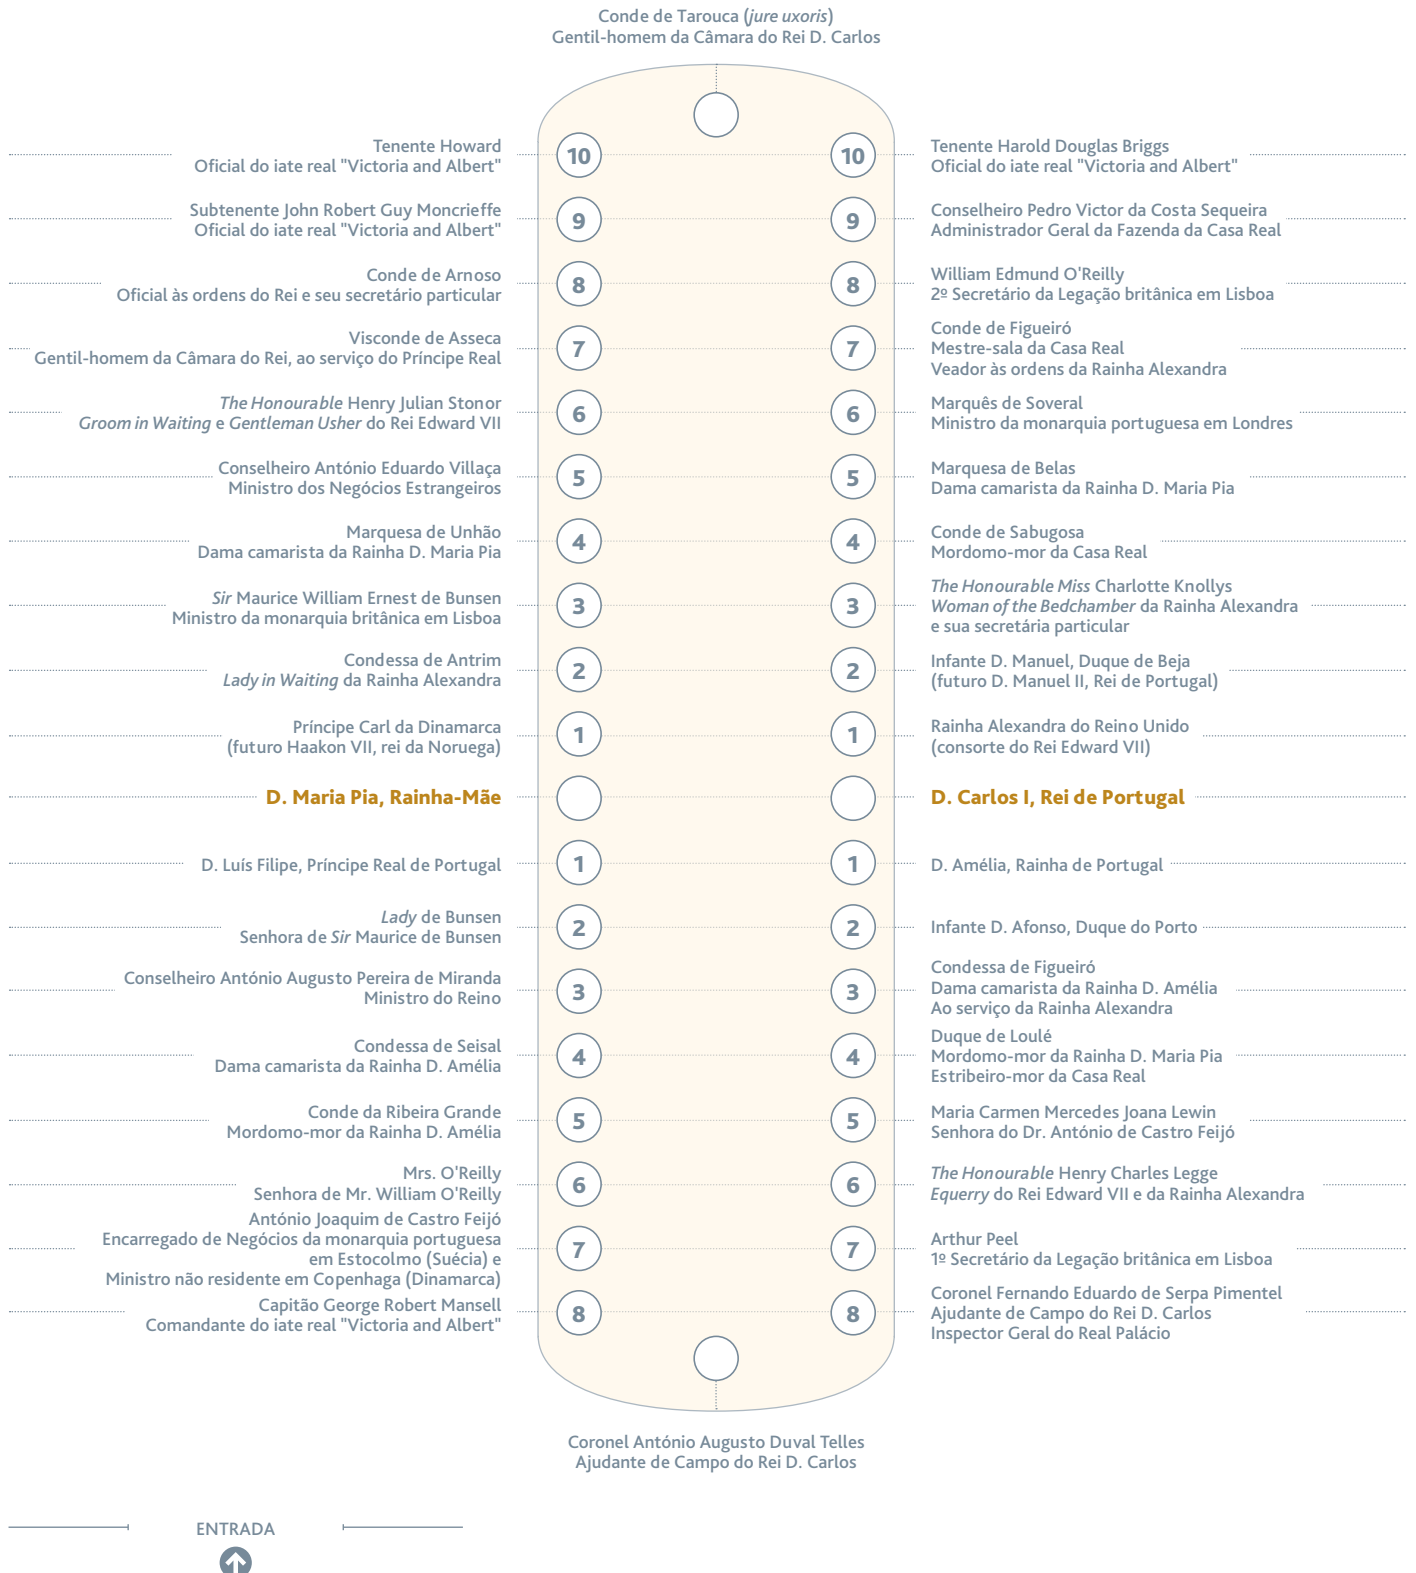 Conde de Tarouca (jure uxoris)
Gentil-homem da Câmara do Rei D. Carlos
Tenente Howard
Oficial do iate real "Victoria and Albert"
10
10
Tenente Harold Douglas Briggs
Oficial do iate real "Victoria and Albert"
Subtenente John Robert Guy Moncrieffe
Oficial do iate real "Victoria and Albert"
9
9
Conselheiro Pedro Victor da Costa Sequeira
Administrador Geral da Fazenda da Casa Real
Conde de Arnoso
Oficial às ordens do Rei e seu secretário particular
8
8
William Edmund O'Reilly
2º Secretário da Legação britânica em Lisboa
Visconde de Asseca
Gentil-homem da Câmara do Rei, ao serviço do Príncipe Real
7
7
Conde de Figueiró
Mestre-sala da Casa Real
Veador às ordens da Rainha Alexandra
The Honourable Henry Julian Stonor
Groom in Waiting e Gentleman Usher do Rei Edward VII
6
6
Marquês de Soveral
Ministro da monarquia portuguesa em Londres
Conselheiro António Eduardo Villaça
Ministro dos Negócios Estrangeiros
5
5
Marquesa de Belas
Dama camarista da Rainha D. Maria Pia
Marquesa de Unhão
Dama camarista da Rainha D. Maria Pia
4
4
Conde de Sabugosa
Mordomo-mor da Casa Real
Sir Maurice William Ernest de Bunsen
Ministro da monarquia britânica em Lisboa
3
3
The Honourable Miss Charlotte Knollys
Woman of the Bedchamber da Rainha Alexandra
e sua secretária particular
Condessa de Antrim
Lady in Waiting da Rainha Alexandra
2
2
Infante D. Manuel, Duque de Beja
(futuro D. Manuel II, Rei de Portugal)
Príncipe Carl da Dinamarca
(futuro Haakon VII, rei da Noruega)
1
1
Rainha Alexandra do Reino Unido
(consorte do Rei Edward VII)
D. Maria Pia, Rainha-Mãe
D. Carlos I, Rei de Portugal
D. Luís Filipe, Príncipe Real de Portugal
1
1
D. Amélia, Rainha de Portugal
Lady de Bunsen
Senhora de Sir Maurice de Bunsen
2
2
Infante D. Afonso, Duque do Porto
Conselheiro António Augusto Pereira de Miranda
Ministro do Reino
3
3
Condessa de Figueiró
Dama camarista da Rainha D. Amélia
Ao serviço da Rainha Alexandra
Condessa de Seisal
Dama camarista da Rainha D. Amélia
4
4
Duque de Loulé
Mordomo-mor da Rainha D. Maria Pia
Estribeiro-mor da Casa Real
Conde da Ribeira Grande
Mordomo-mor da Rainha D. Amélia
5
5
Maria Carmen Mercedes Joana Lewin
Senhora do Dr. António de Castro Feijó
Mrs. O'Reilly
Senhora de Mr. William O'Reilly
6
6
The Honourable Henry Charles Legge
Equerry do Rei Edward VII e da Rainha Alexandra
António Joaquim de Castro Feijó
Encarregado de Negócios da monarquia portuguesa
em Estocolmo (Suécia) e
Ministro não residente em Copenhaga (Dinamarca)
7
7
Arthur Peel
1º Secretário da Legação britânica em Lisboa
Capitão George Robert Mansell
Comandante do iate real "Victoria and Albert"
8
8
Coronel Fernando Eduardo de Serpa Pimentel
Ajudante de Campo do Rei D. Carlos
Inspector Geral do Real Palácio
Coronel António Augusto Duval Telles
Ajudante de Campo do Rei D. Carlos
ENTRADA